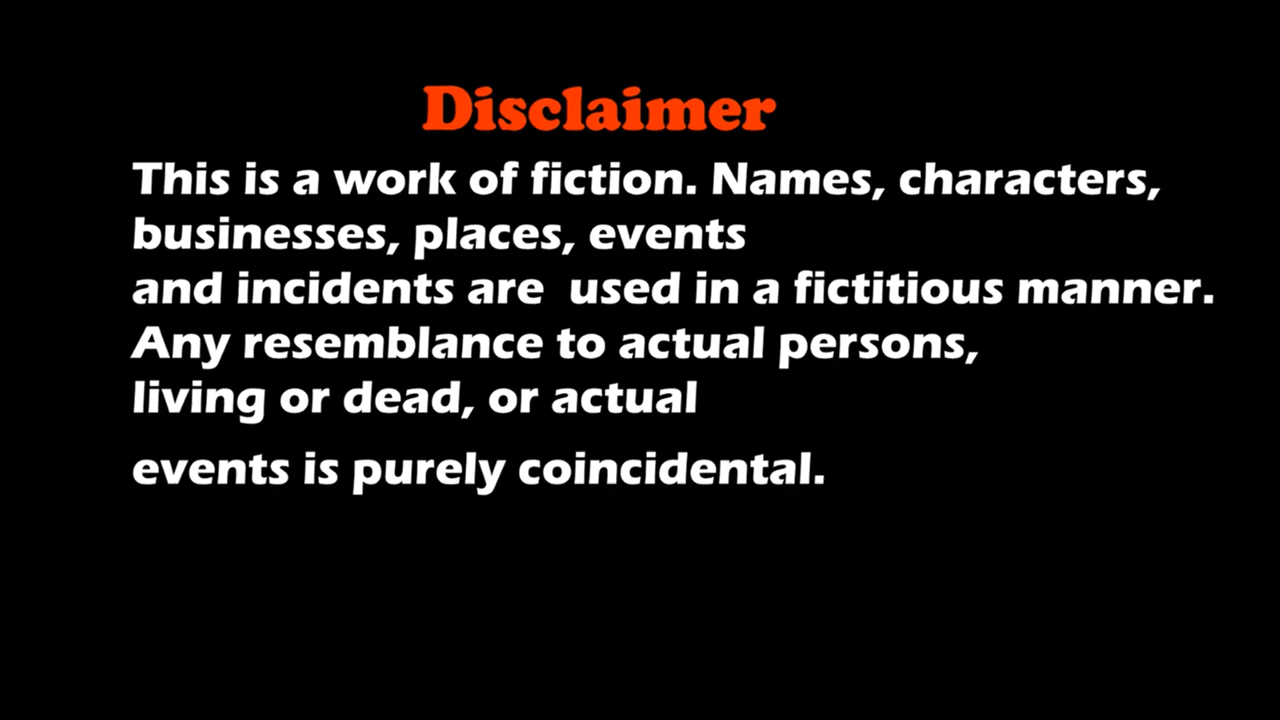 Disclaimer
This is a work of fiction. Names, characters,
businesses, places, events
and incidents are  used in a fictitious manner.
Any resemblance to actual persons,
living or dead, or actual
events is purely coincidental.